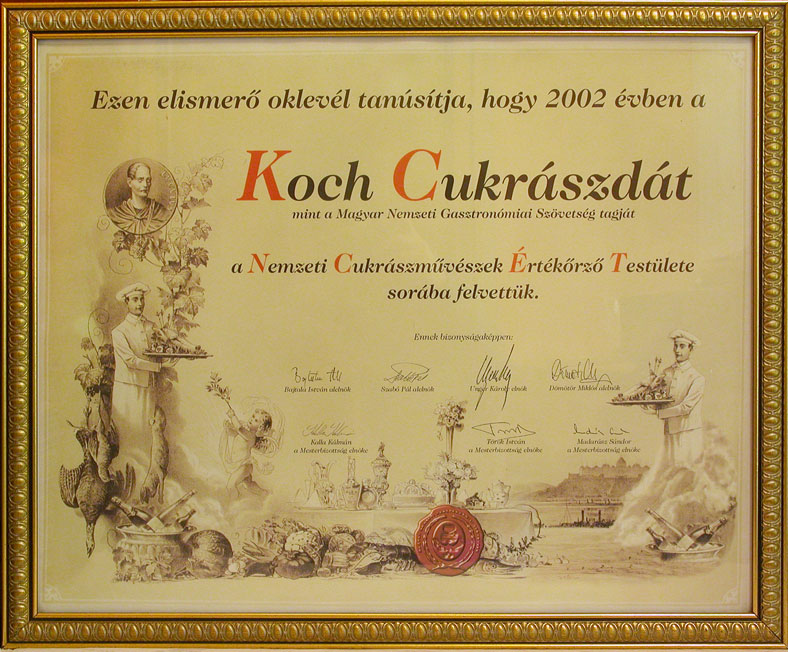 Ezen elismerő oklevél tanúsítja, hogy 2002 évben a
Koch Cukrászdát
mint a Magyar Nemzeti Gasztronómiai Szövetség tagját
a Nemzeti Cukrászművészek Értékőrző Testülete
sorába felvettük.
Ennek bizonyságaképpen:
Bajtala István alelnök Szabó Pál alelnök Unger Károly elnök Dömötör Miklós alelnök
Kalla Kálmán Török István Madarász Sándor
a Mesterbizottság elnöke a Mesterbizottság elnöke a Mesterbizottság elnöke